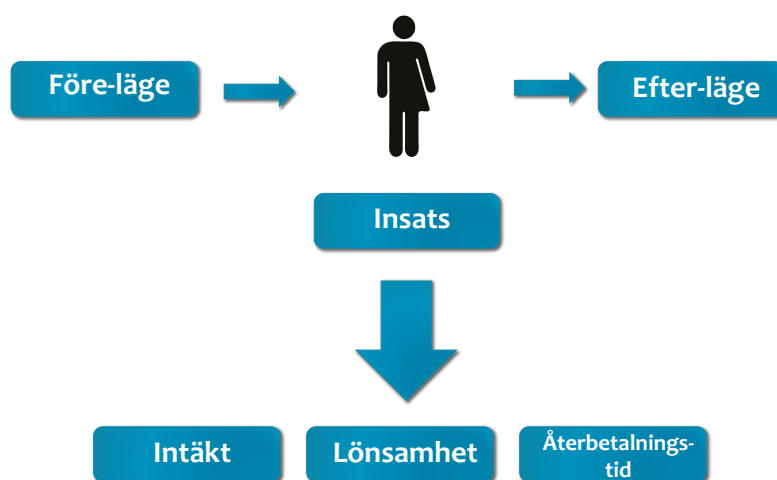 Före-läge
Efter-läge
Insats
Intäkt
Lönsamhet
Återbetalnings-
tid